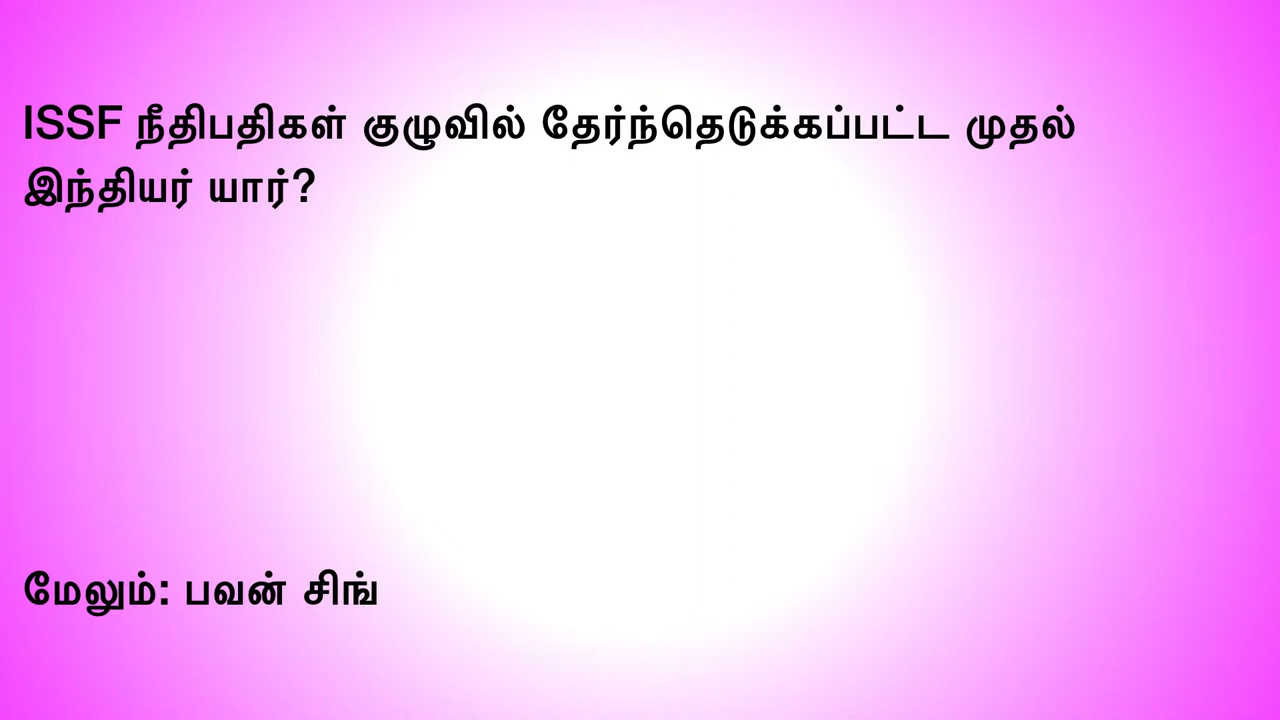 ISSF நீதிபதிகள் குழுவில் தேர்ந்தெடுக்கப்பட்ட முதல்
இந்தியர் யார்?
மேலும்: பவன் சிங்